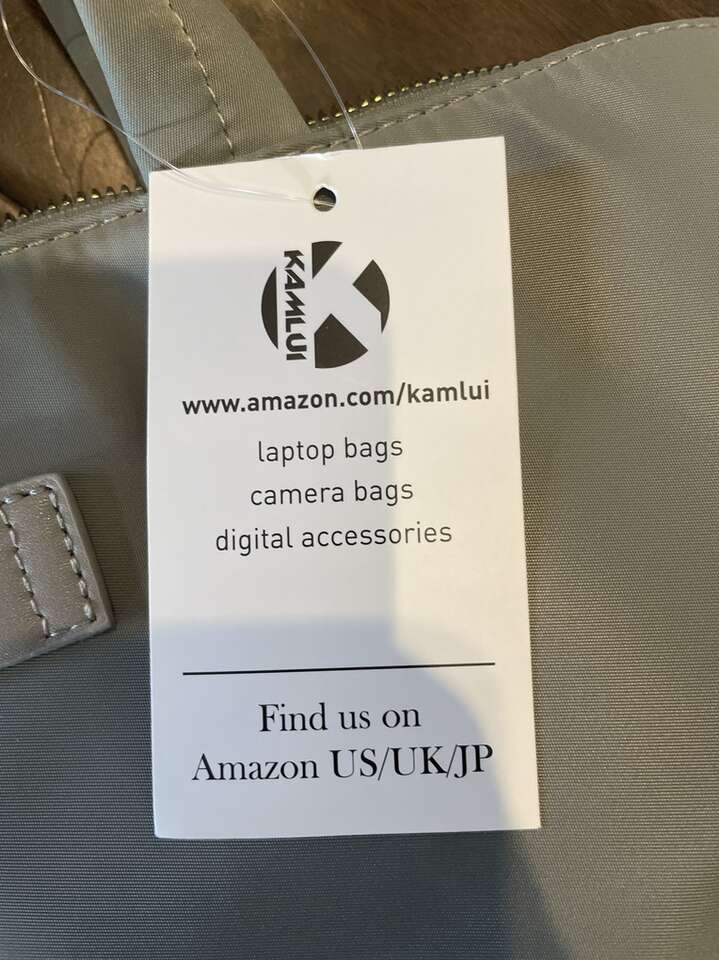 KAMLUI
www.amazon.com/kamlui
laptop bags
camera bags
digital accessories
Find us on
Amazon US/UK/JP